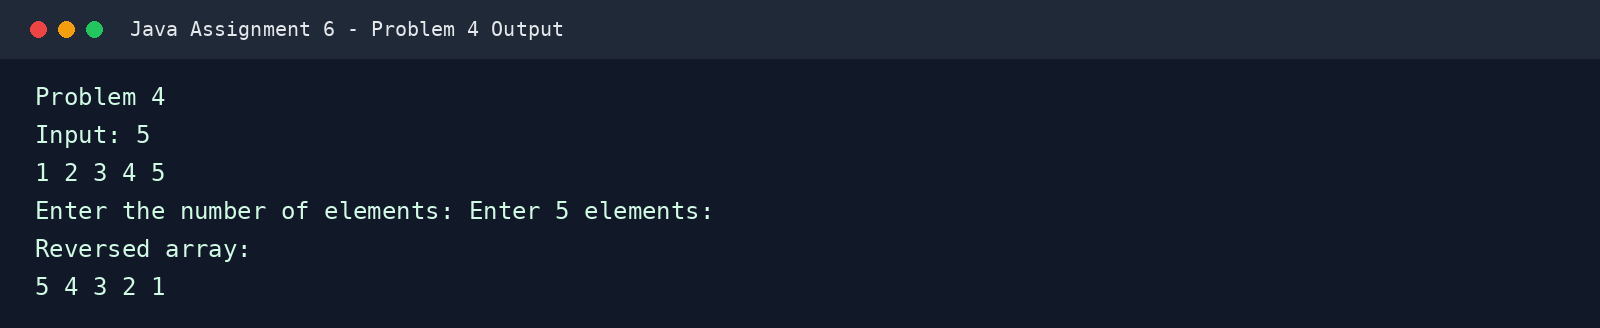 Java Assignment 6 - Problem 4 Output
Problem 4
Input: 5
1 2 3 4 5
Enter the number of elements: Enter 5 elements:
Reversed array:
5 4 3 2 1